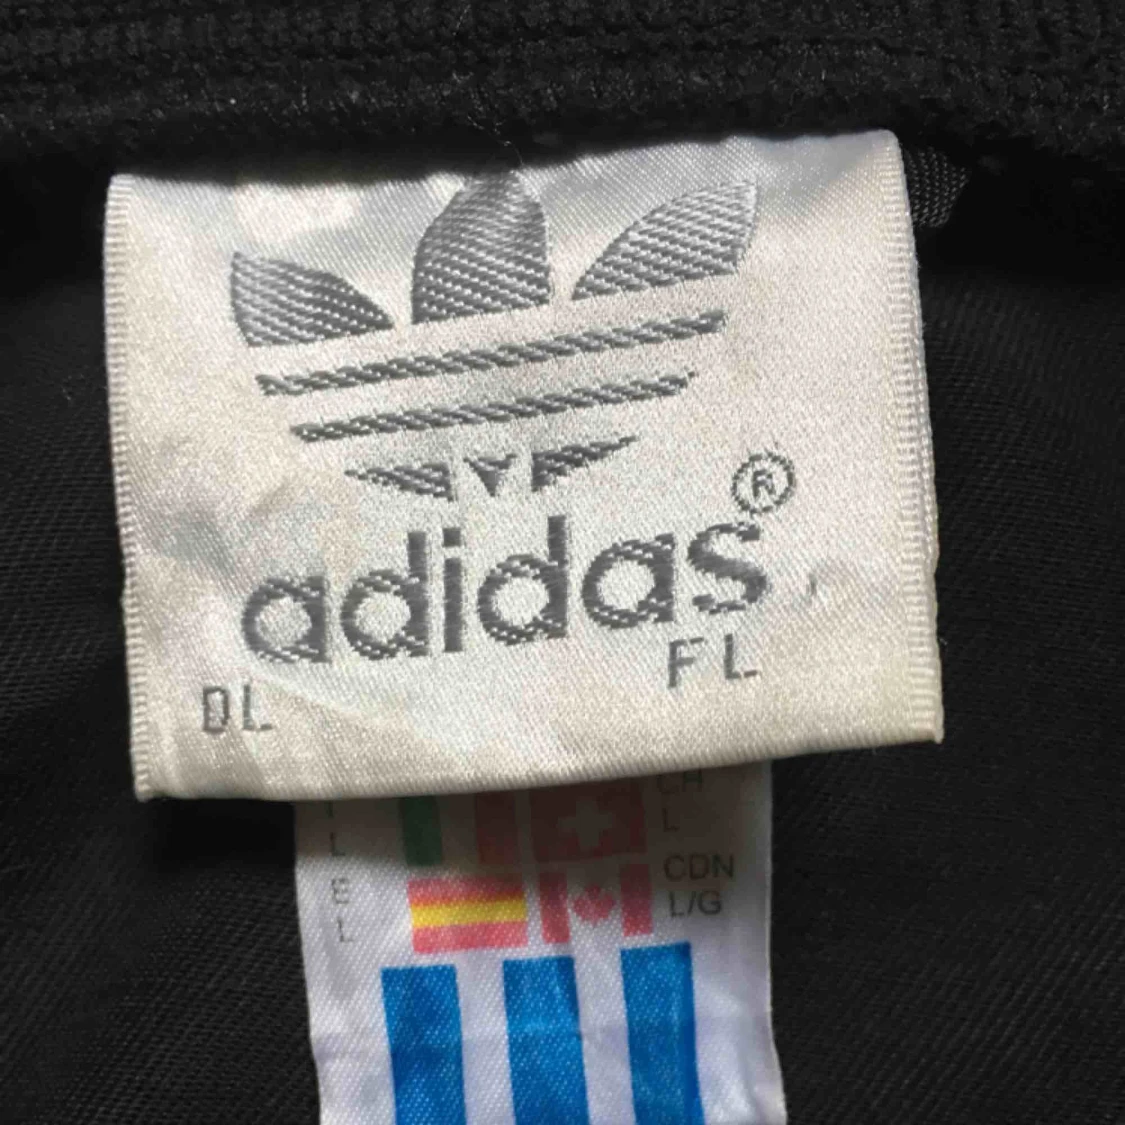 adidas ®
DL FL
I CH
L L
E CDN
L L/G